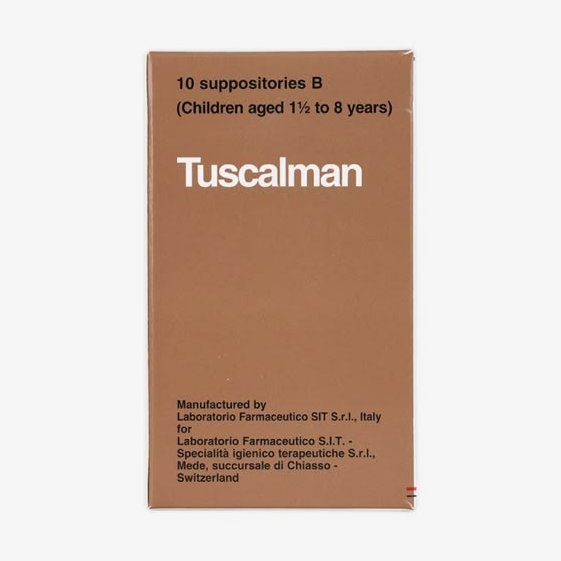 10 suppositories B
(Children aged 1½ to 8 years)
Tuscalman
Manufactured by
Laboratorio Farmaceutico SIT S.r.l., Italy
for
Laboratorio Farmaceutico S.I.T. -
Specialità igienico terapeutiche S.r.l.,
Mede, succursale di Chiasso -
Switzerland